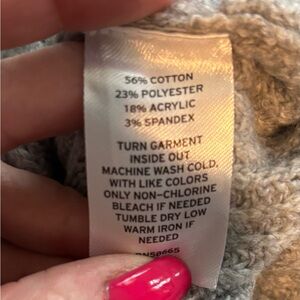 56% COTTON
23% POLYESTER
18% ACRYLIC
3% SPANDEX
TURN GARMENT
INSIDE OUT
MACHINE WASH COLD,
WITH LIKE COLORS
ONLY NON-CHLORINE
BLEACH IF NEEDED
TUMBLE DRY LOW
WARM IRON IF
NEEDED